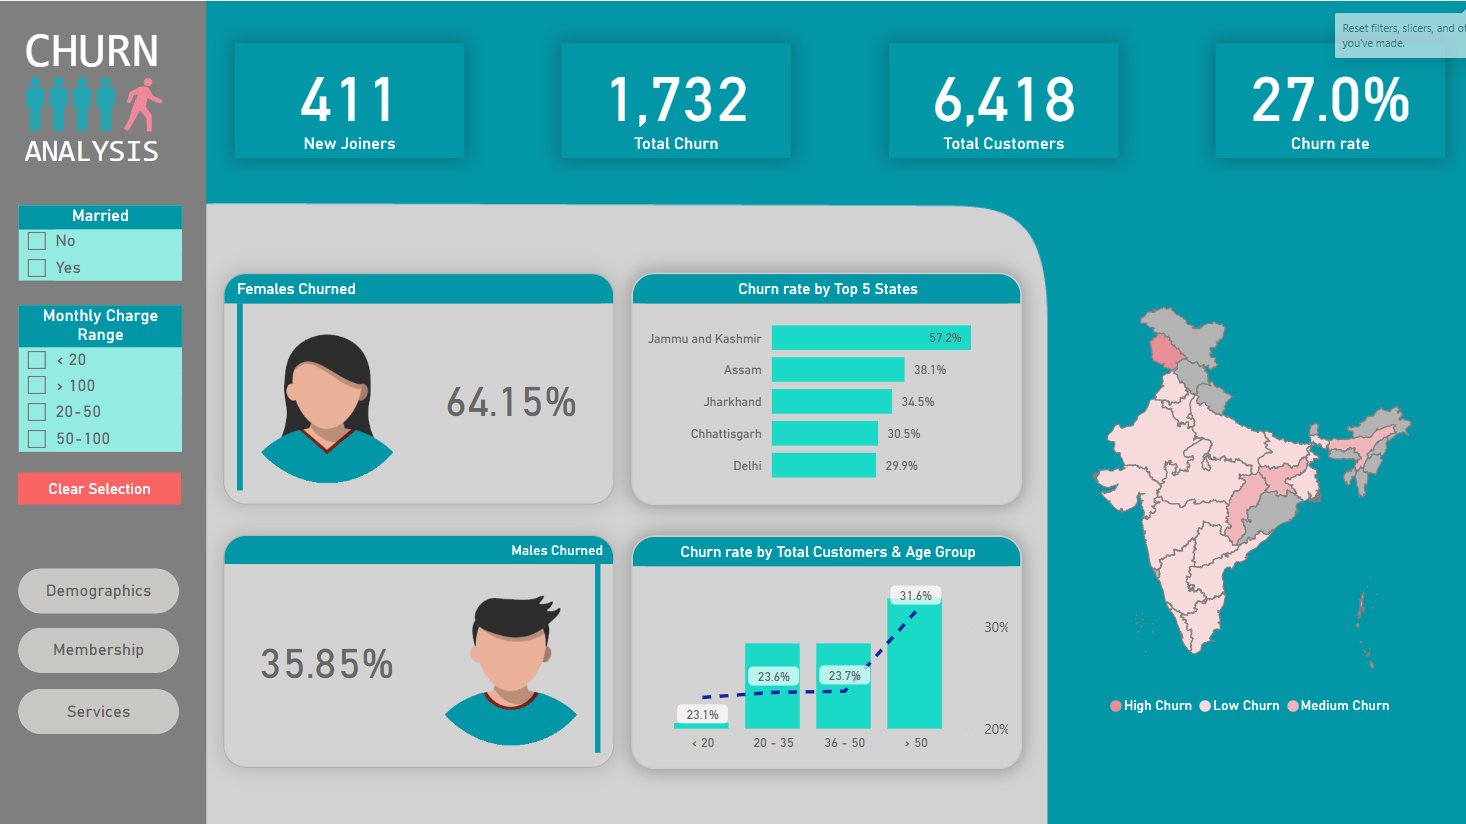 CHURN
ANALYSIS
411
New Joiners
1,732
Total Churn
6,418
Total Customers
27.0%
Churn rate
Reset filters, slicers, and
you've made.
Married
No
Yes
Monthly Charge
Range
< 20
> 100
20-50
50-100
Clear Selection
Demographics
Membership
Services
Females Churned
64.15%
Churn rate by Top 5 States
Jammu and Kashmir 57.2%
Assam 38.1%
Jharkhand 34.5%
Chhattisgarh 30.5%
Delhi 29.9%
Males Churned
35.85%
Churn rate by Total Customers & Age Group
31.6%
30%
23.6%
23.7%
23.1%
20%
< 20
20 - 35
36 - 50
> 50
High Churn Low Churn Medium Churn